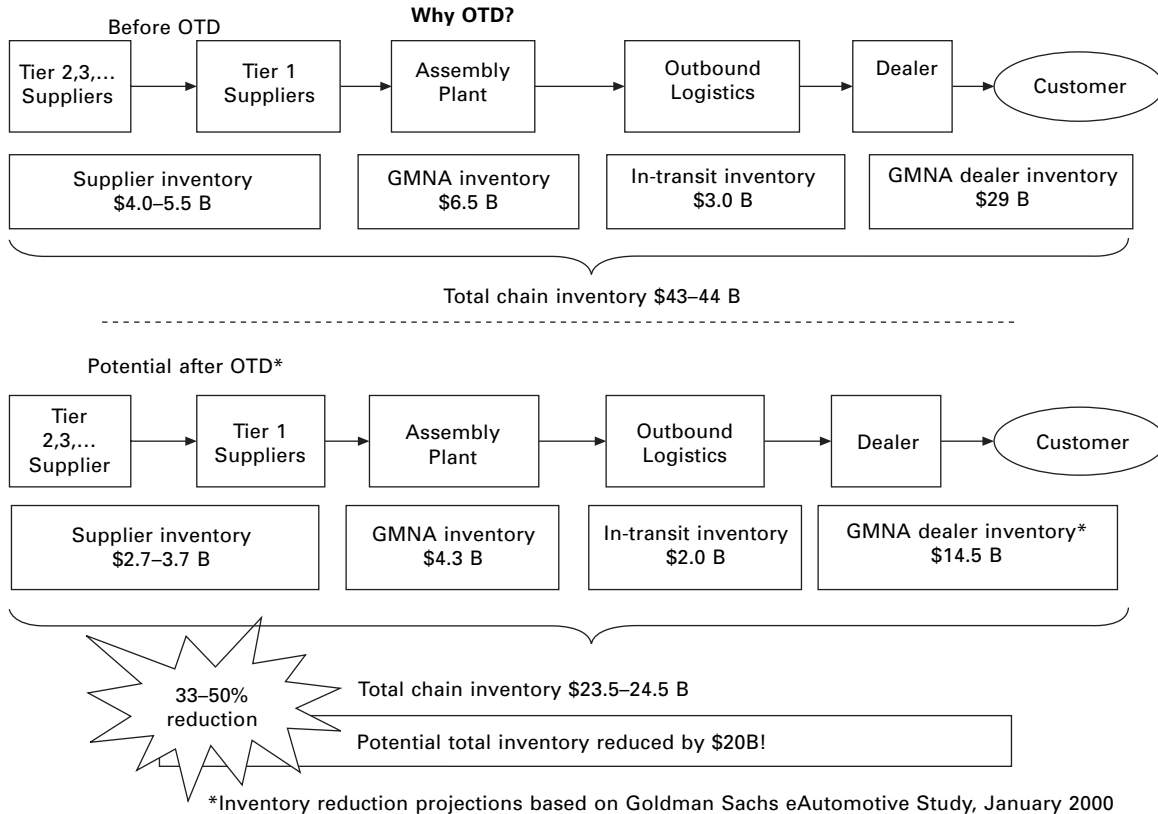 Why OTD?
Before OTD
Tier 2,3,...
Suppliers
Tier 1
Suppliers
Assembly
Plant
Outbound
Logistics
Dealer
Customer
Supplier inventory
$4.0–5.5 B
GMNA inventory
$6.5 B
In-transit inventory
$3.0 B
GMNA dealer inventory
$29 B
Total chain inventory $43–44 B
Potential after OTD*
Tier
2,3,...
Supplier
Tier 1
Suppliers
Assembly
Plant
Outbound
Logistics
Dealer
Customer
Supplier inventory
$2.7–3.7 B
GMNA inventory
$4.3 B
In-transit inventory
$2.0 B
GMNA dealer inventory*
$14.5 B
33–50%
reduction
Total chain inventory $23.5–24.5 B
Potential total inventory reduced by $20B!
*Inventory reduction projections based on Goldman Sachs eAutomotive Study, January 2000